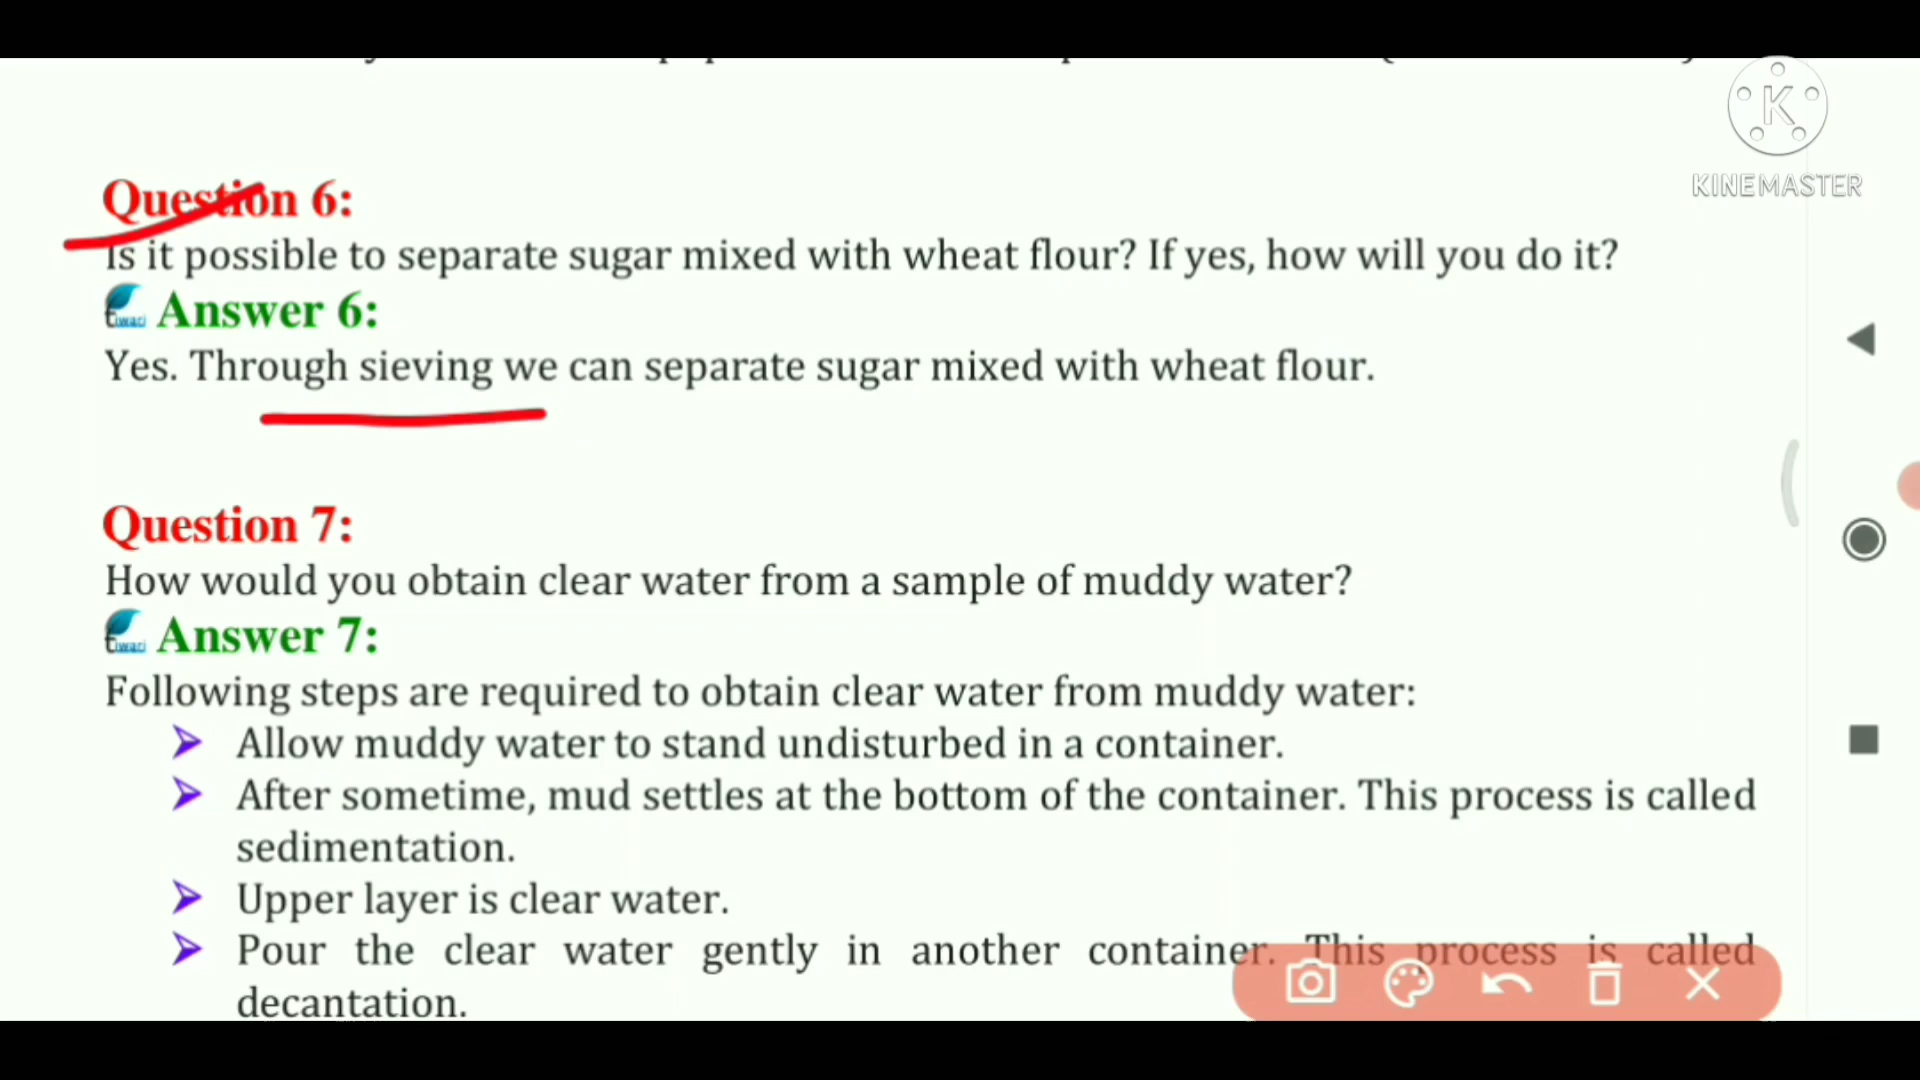 KINEMASTER
Question 6:
Is it possible to separate sugar mixed with wheat flour? If yes, how will you do it?
Answer 6:
Yes. Through sieving we can separate sugar mixed with wheat flour.
Question 7:
How would you obtain clear water from a sample of muddy water?
Answer 7:
Following steps are required to obtain clear water from muddy water:
Allow muddy water to stand undisturbed in a container.
After sometime, mud settles at the bottom of the container. This process is called
sedimentation.
Upper layer is clear water.
Pour the clear water gently in another container. This process is called
decantation.